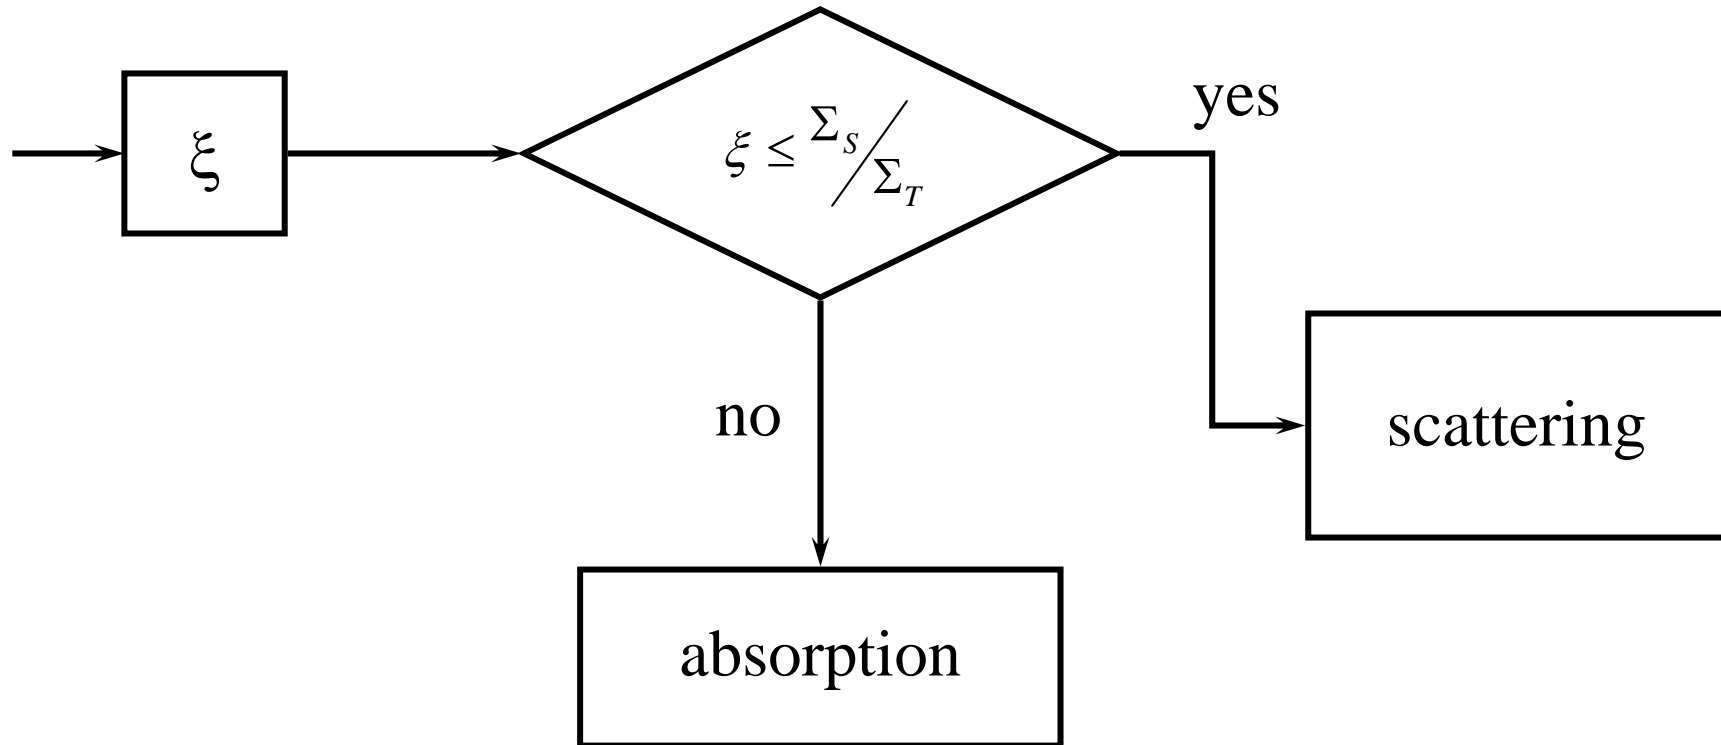 ξ
ξ ≤ Σ_S/Σ_T
yes
no
scattering
absorption